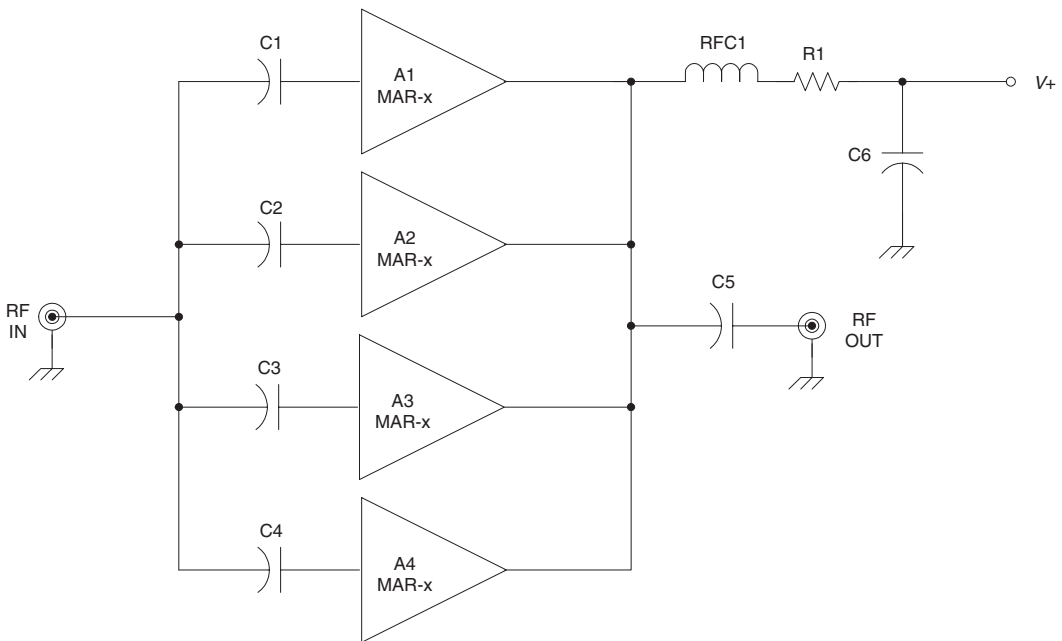 C1
A1
MAR-x
RFC1
R1
V+
C6
C2
A2
MAR-x
RF
IN
C5
RF
OUT
C3
A3
MAR-x
C4
A4
MAR-x